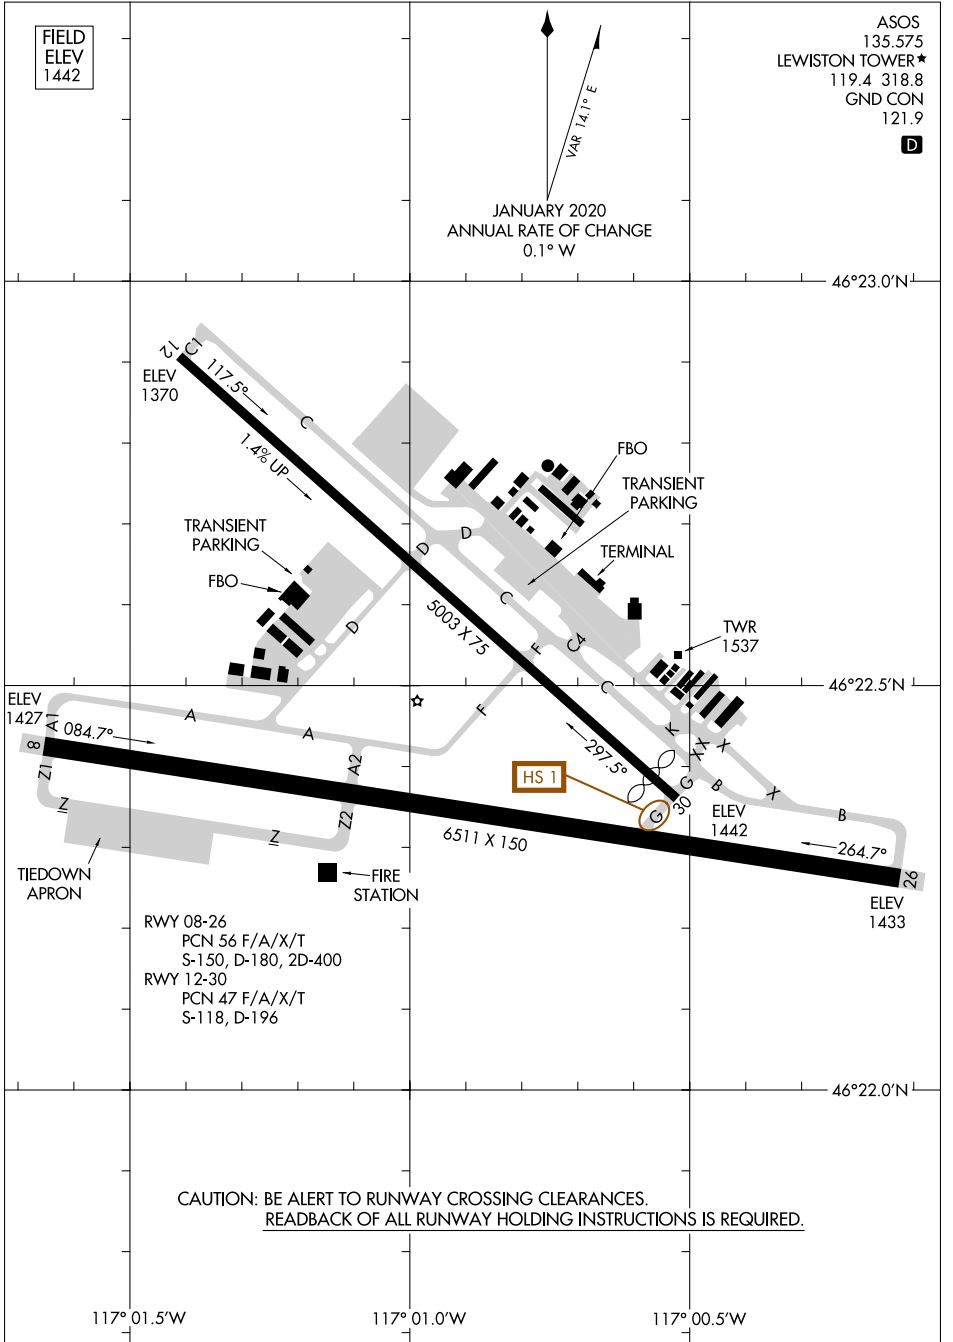 FIELD
ELEV
1442
ASOS
135.575
LEWISTON TOWER★
119.4 318.8
GND CON
121.9
D
VAR 14.1° E
JANUARY 2020
ANNUAL RATE OF CHANGE
0.1° W
46°23.0'N
12
C1
ELEV
1370
117.5°
C
1.4% UP
FBO
TRANSIENT
PARKING
TRANSIENT
PARKING
D
D
TERMINAL
FBO
C
5003 X 75
D
C4
F
TWR
1537
46°22.5'N
C
ELEV
1427
A1
A
084.7°
A
F
K
X
X X
8
297.5°
A2
Z1
HS 1
G
B
X
30
ELEV
1442
G
B
Z
Z2
Z
6511 X 150
264.7°
26
TIEDOWN
APRON
FIRE
STATION
ELEV
1433
RWY 08-26
PCN 56 F/A/X/T
S-150, D-180, 2D-400
RWY 12-30
PCN 47 F/A/X/T
S-118, D-196
46°22.0'N
CAUTION: BE ALERT TO RUNWAY CROSSING CLEARANCES.
READBACK OF ALL RUNWAY HOLDING INSTRUCTIONS IS REQUIRED.
117°01.5'W
117°01.0'W
117°00.5'W